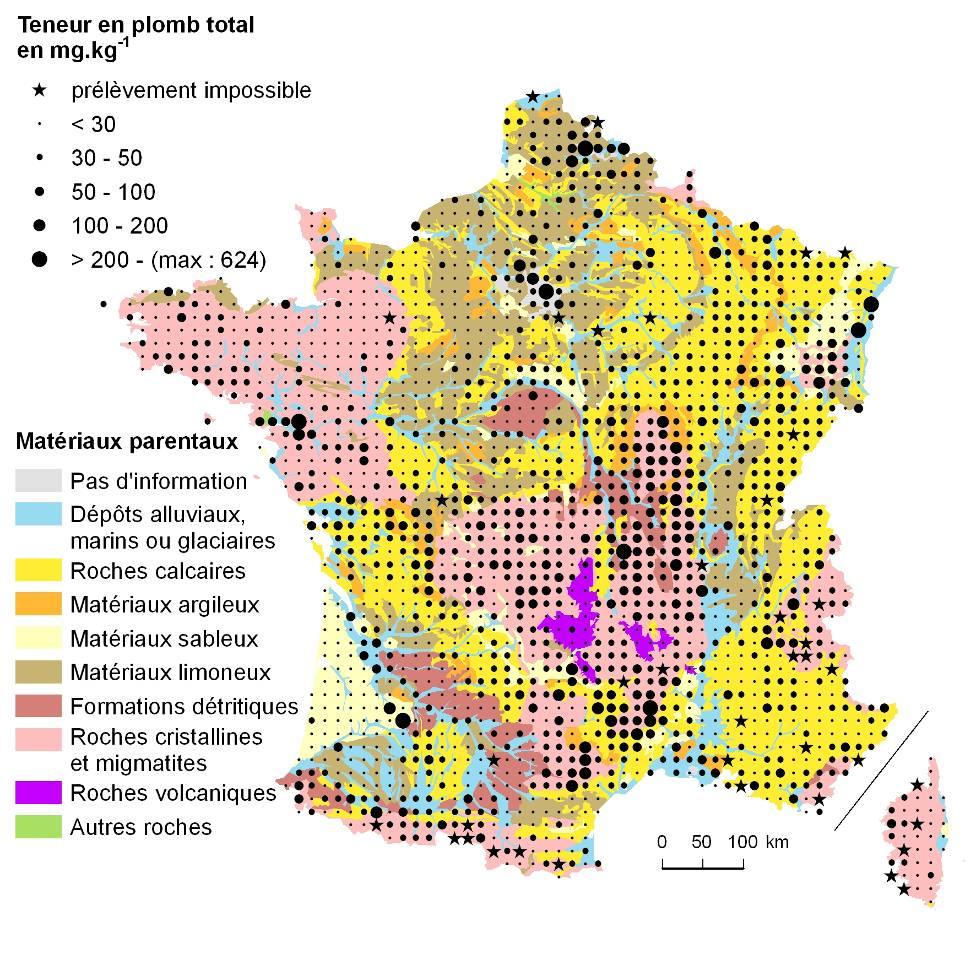 Teneur en plomb total
en mg.kg-1
prélèvement impossible
< 30
30 - 50
50 - 100
100 - 200
> 200 - (max : 624)
Matériaux parentaux
Pas d'information
Dépôts alluviaux,
marins ou glaciaires
Roches calcaires
Matériaux argileux
Matériaux sableux
Matériaux limoneux
Formations détritiques
Roches cristallines
et migmatites
Roches volcaniques
Autres roches
0 50 100 km